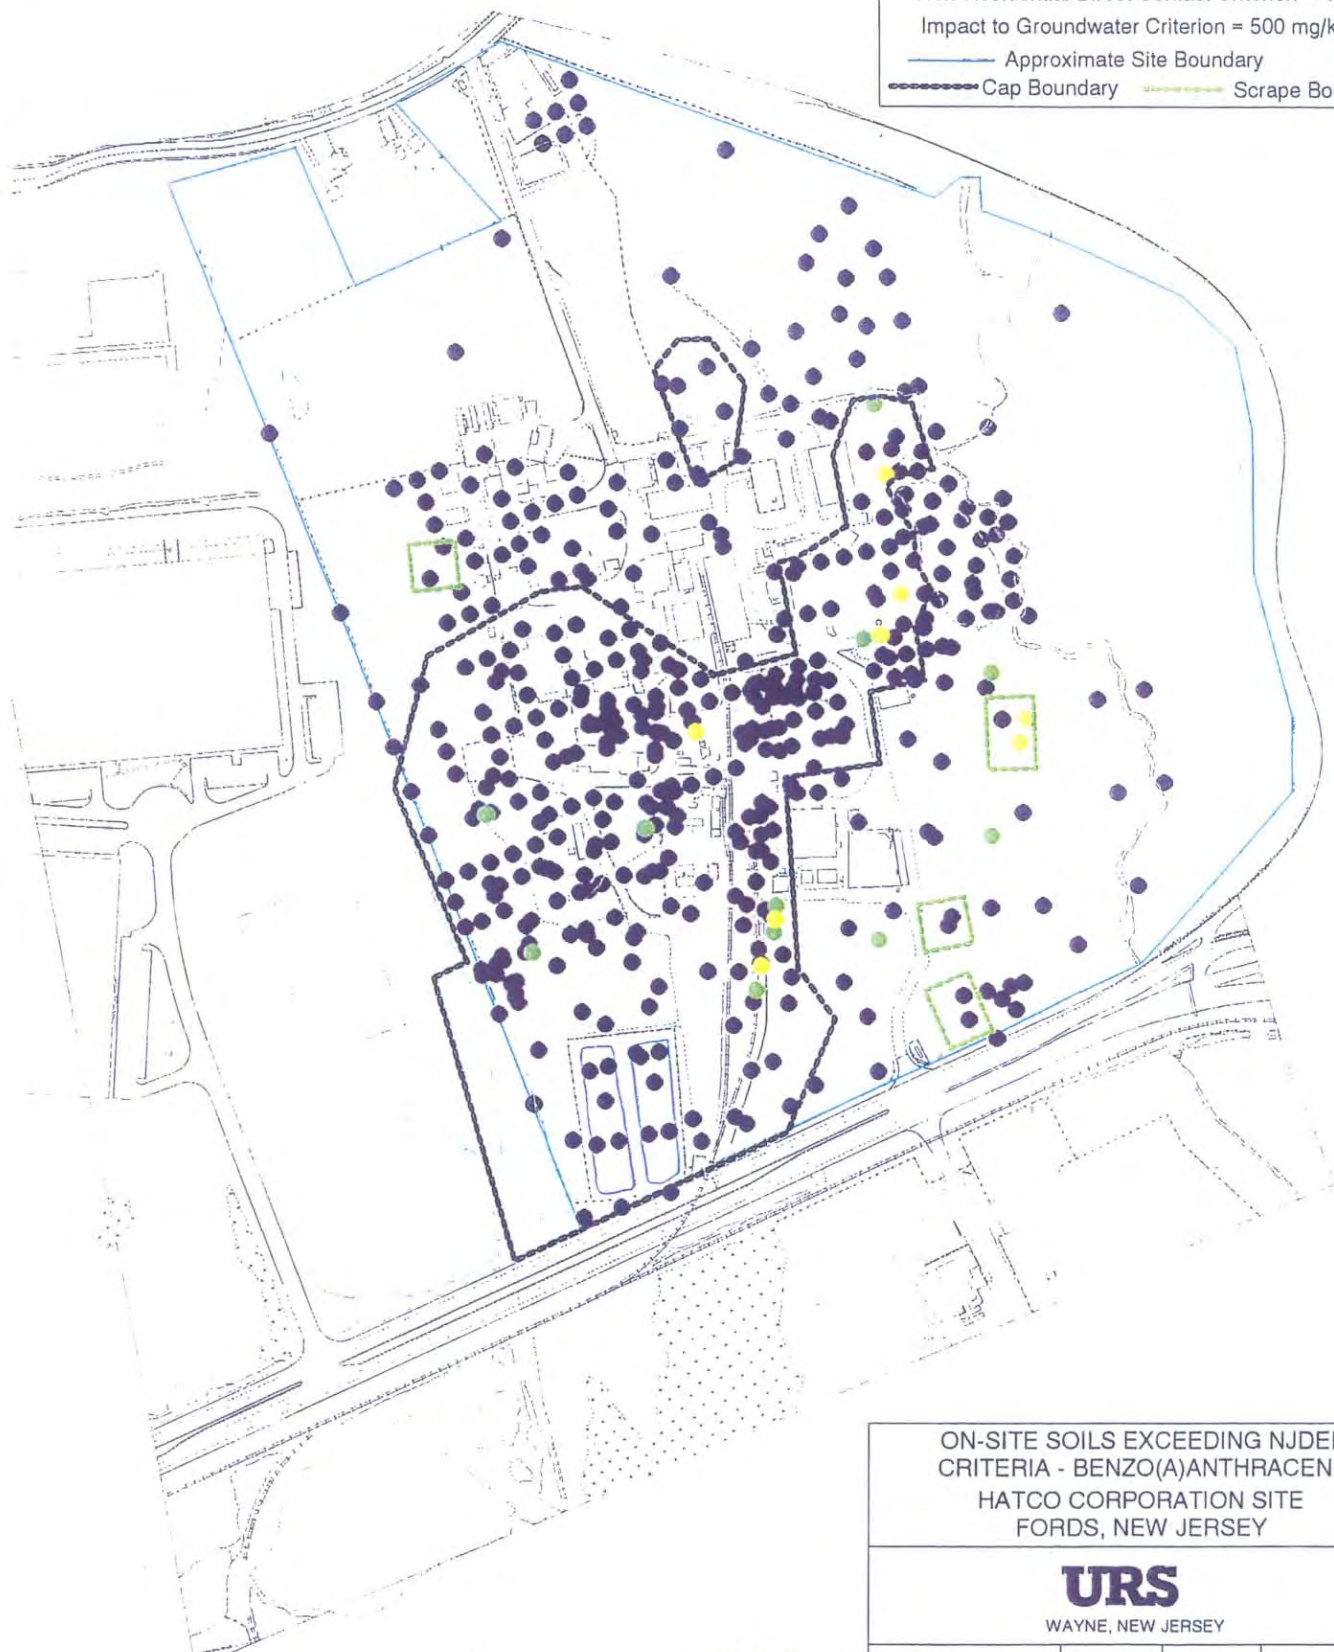 Impact to Groundwater Criterion = 500 mg/k
Approximate Site Boundary
Cap Boundary Scrape Bo
ON-SITE SOILS EXCEEDING NJDE
CRITERIA - BENZO(A)ANTHRACEN
HATCO CORPORATION SITE
FORDS, NEW JERSEY
URS
WAYNE, NEW JERSEY